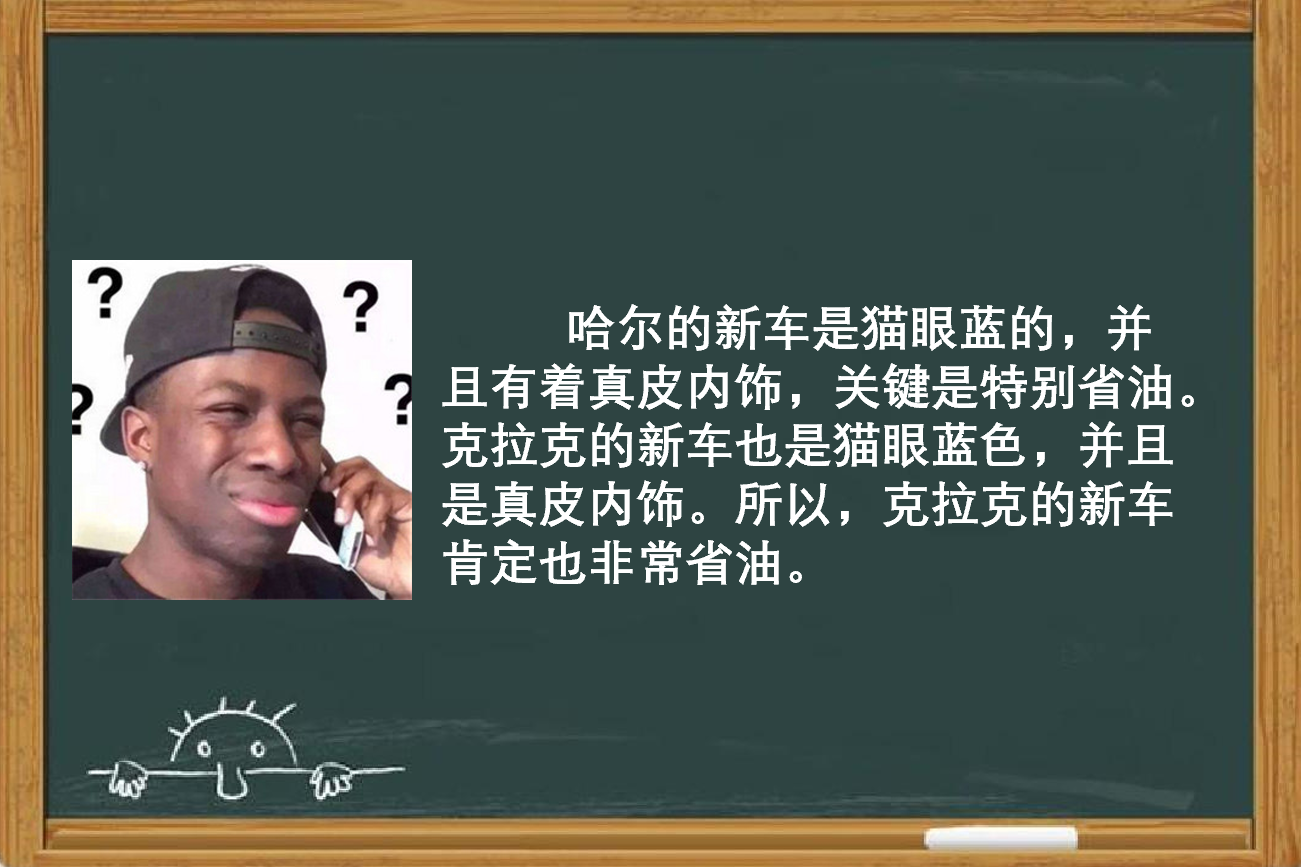 ? ?
? ?
哈尔的新车是猫眼蓝的，并
且有着真皮内饰，关键是特别省油。
克拉克的新车也是猫眼蓝色，并且
是真皮内饰。所以，克拉克的新车
肯定也非常省油。